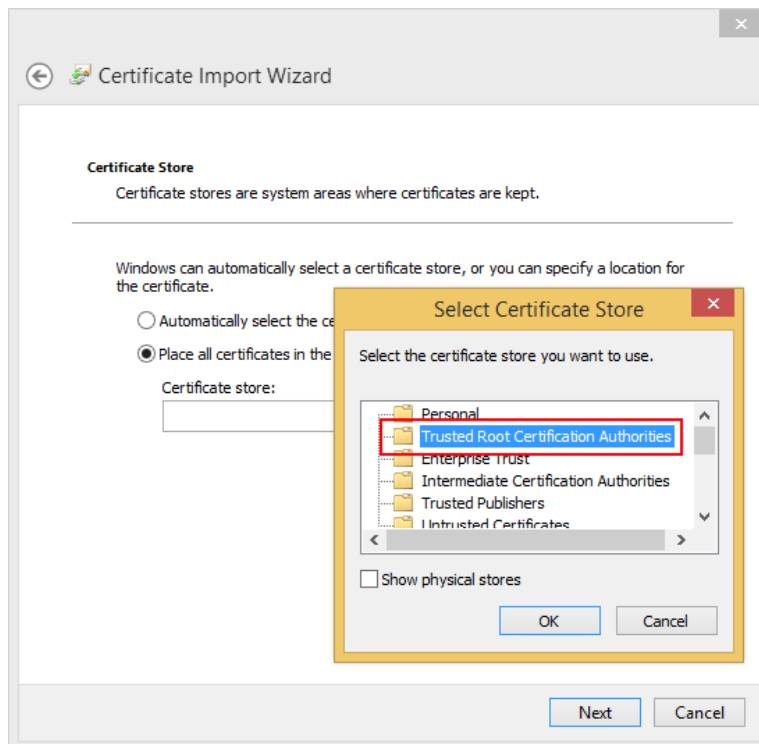 Certificate Import Wizard
Certificate Store
Certificate stores are system areas where certificates are kept.
Windows can automatically select a certificate store, or you can specify a location for
the certificate.
Automatically select the ce
Place all certificates in the
Certificate store:
Select Certificate Store
Select the certificate store you want to use.
Personal
Trusted Root Certification Authorities
Enterprise Trust
Intermediate Certification Authorities
Trusted Publishers
Untrusted Certificates
Show physical stores
OK
Cancel
Next
Cancel